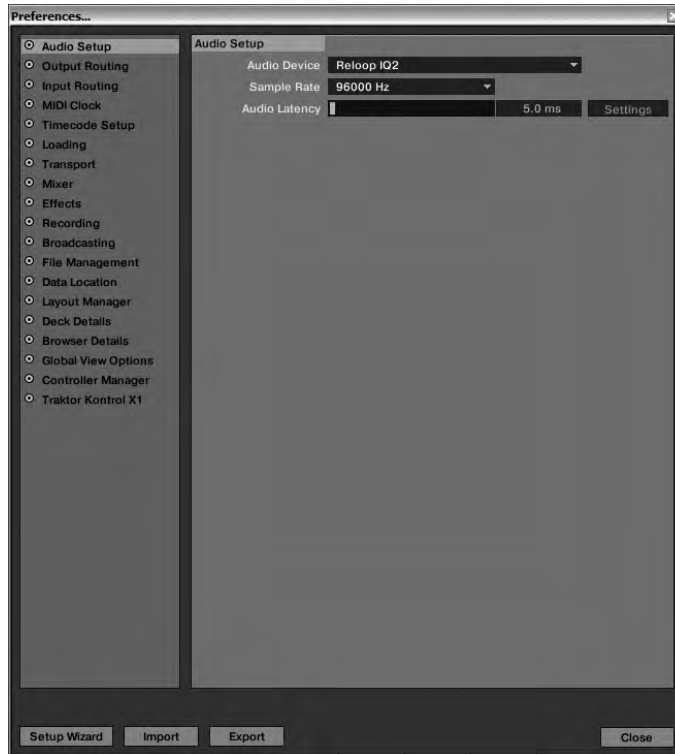 Preferences...
Audio Setup
Output Routing
Input Routing
MIDI Clock
Timecode Setup
Loading
Transport
Mixer
Effects
Recording
Broadcasting
File Management
Data Location
Layout Manager
Deck Details
Browser Details
Global View Options
Controller Manager
Traktor Kontrol X1
Audio Setup
Audio Device Reloop IQ2
Sample Rate 96000 Hz
Audio Latency 5.0 ms Settings
Setup Wizard Import Export Close